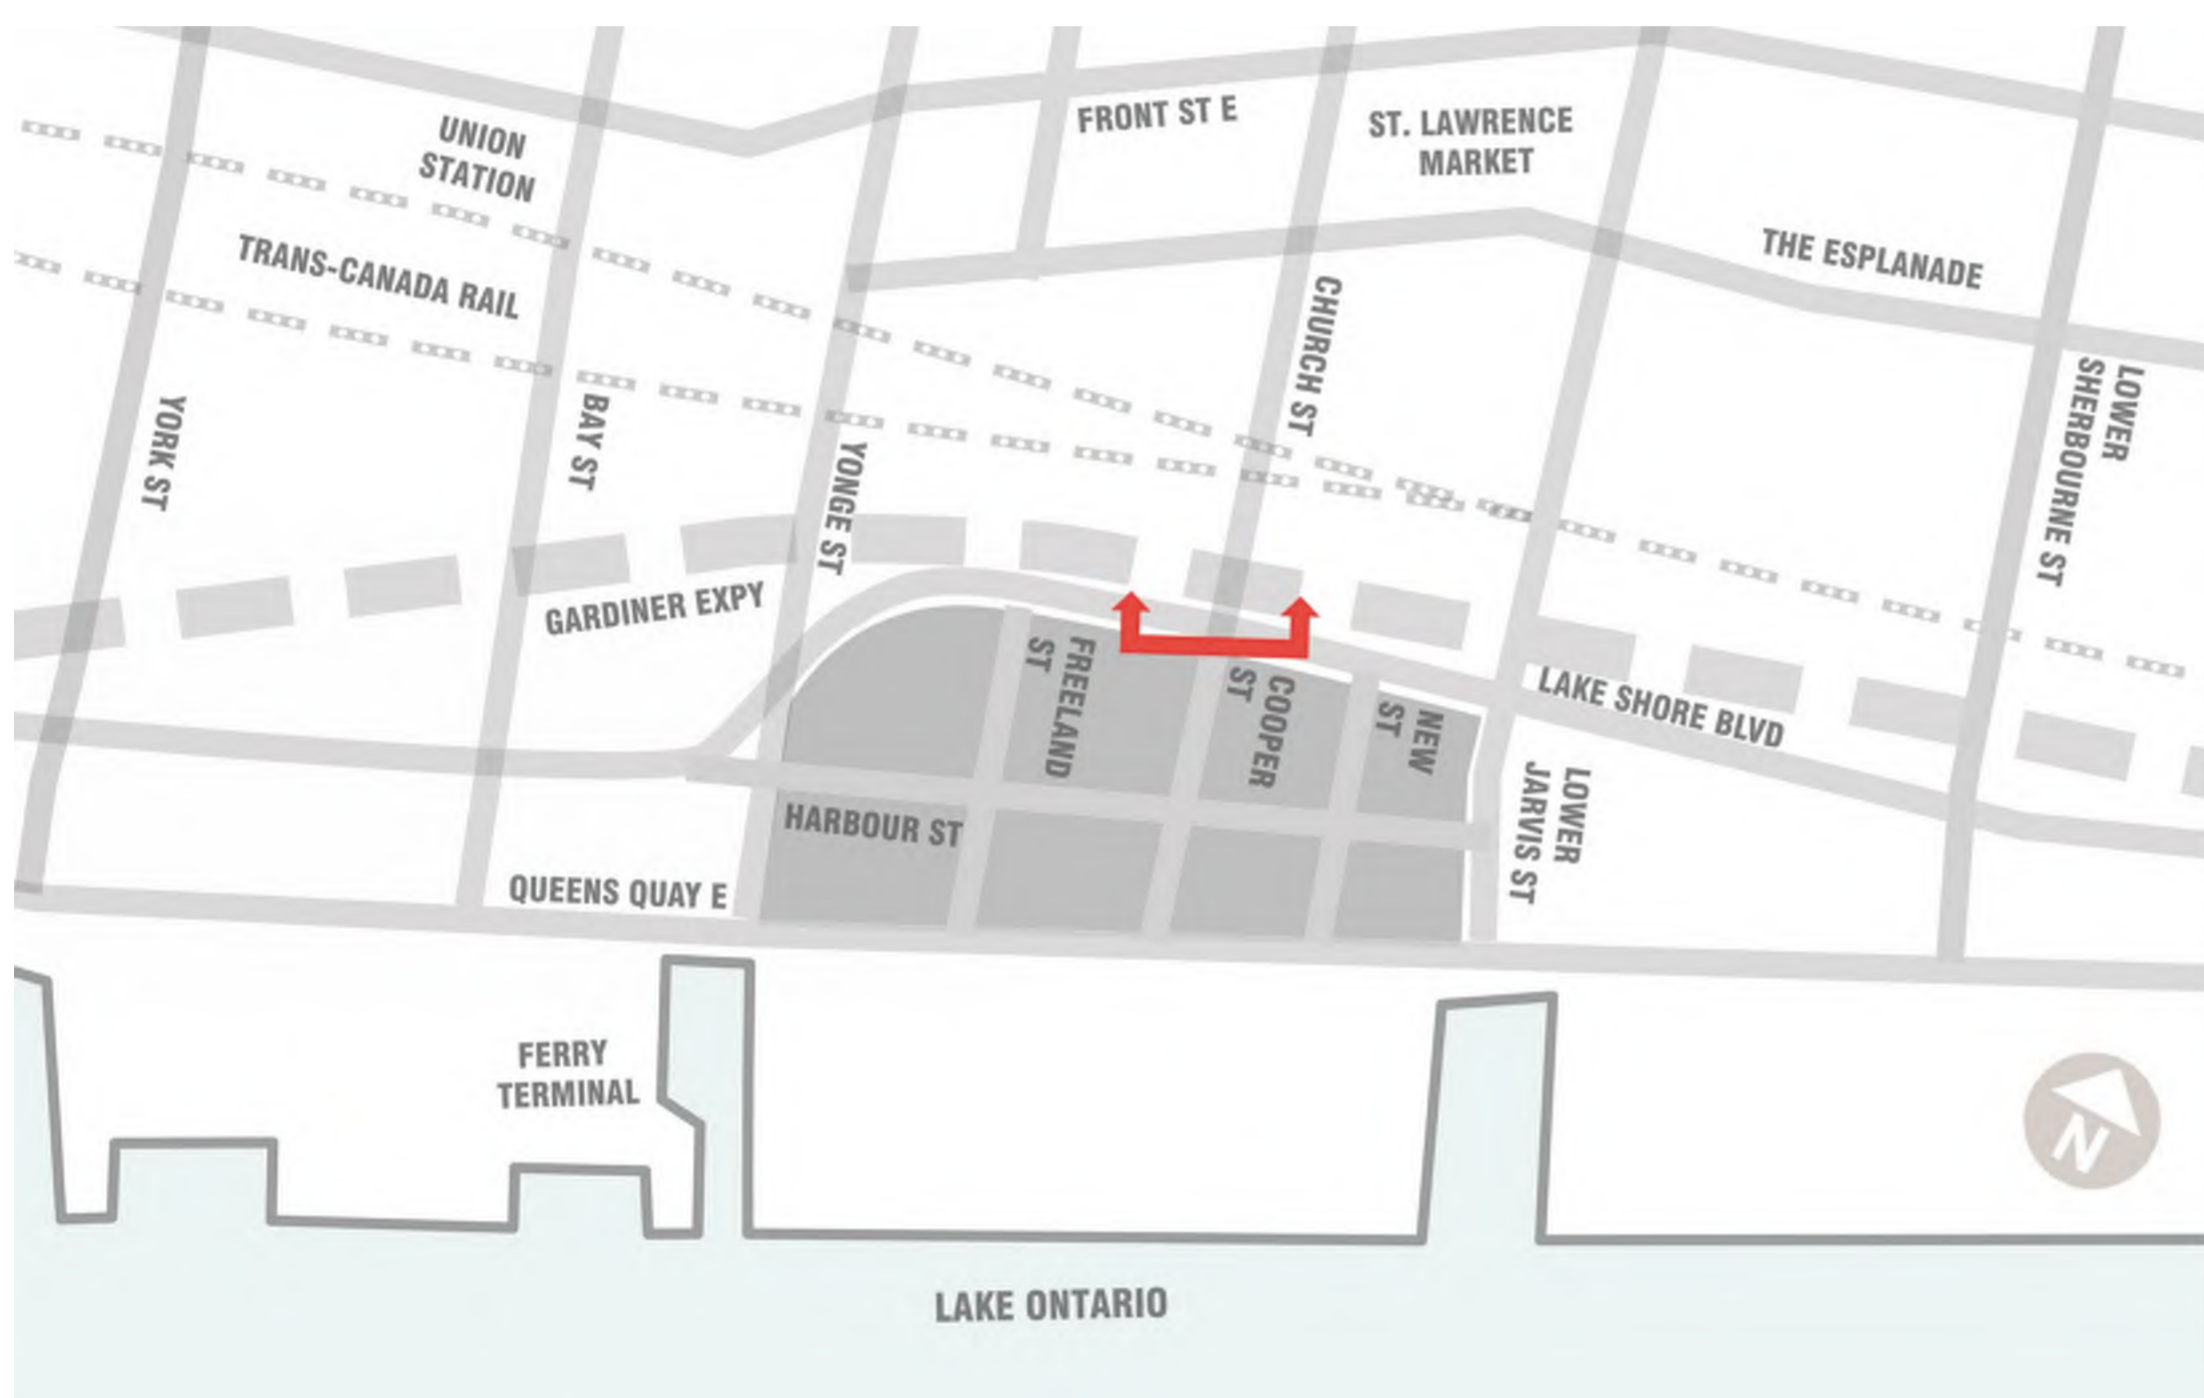 FRONT ST E
ST. LAWRENCE
MARKET
UNION
STATION
TRANS-CANADA RAIL
THE ESPLANADE
CHURCH ST
LOWER
SHERBOURNE ST
YORK ST
BAY ST
YONGE ST
GARDINER EXPY
FREELAND
ST
COOPER
ST
NEW
ST
LAKE SHORE BLVD
LOWER
JARVIS ST
HARBOUR ST
QUEENS QUAY E
FERRY
TERMINAL
N
LAKE ONTARIO